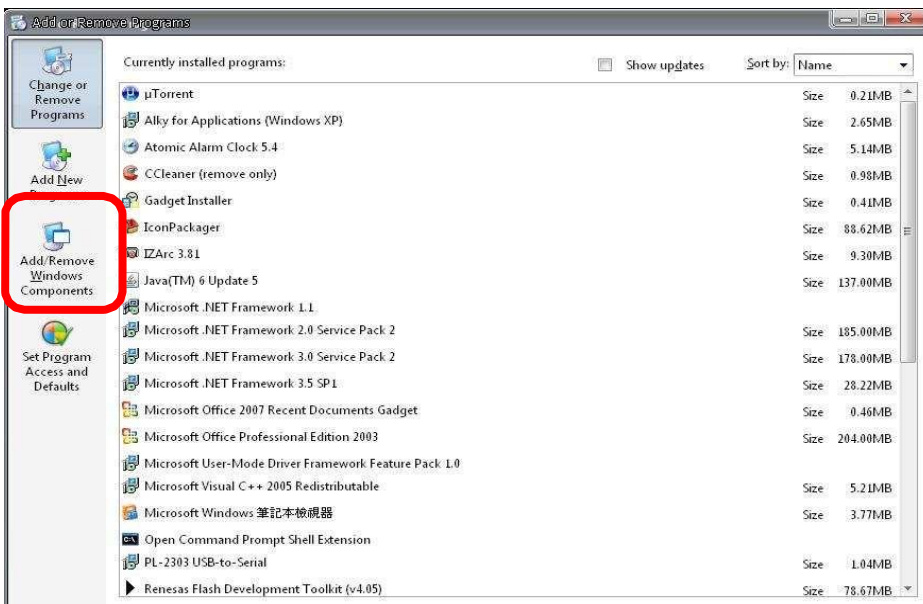 Add or Remove Programs
Change or
Remove
Programs
Add New
Add/Remove
Windows
Components
Set Program
Access and
Defaults
Currently installed programs:
Show updates
Sort by: Name
µTorrent Size 0.21MB
Alky for Applications (Windows XP) Size 2.65MB
Atomic Alarm Clock 5.4 Size 5.14MB
CCleaner (remove only) Size 0.98MB
Gadget Installer Size 0.41MB
IconPackager Size 88.62MB
IZArc 3.81 Size 9.30MB
Java(TM) 6 Update 5 Size 137.00MB
Microsoft .NET Framework 1.1
Microsoft .NET Framework 2.0 Service Pack 2 Size 185.00MB
Microsoft .NET Framework 3.0 Service Pack 2 Size 178.00MB
Microsoft .NET Framework 3.5 SP1 Size 28.22MB
Microsoft Office 2007 Recent Documents Gadget Size 0.46MB
Microsoft Office Professional Edition 2003 Size 204.00MB
Microsoft User-Mode Driver Framework Feature Pack 1.0
Microsoft Visual C++ 2005 Redistributable Size 5.21MB
Microsoft Windows 筆記本檢視器 Size 3.77MB
Open Command Prompt Shell Extension
PL-2303 USB-to-Serial Size 1.04MB
Renesas Flash Development Toolkit (v4.05) Size 78.67MB